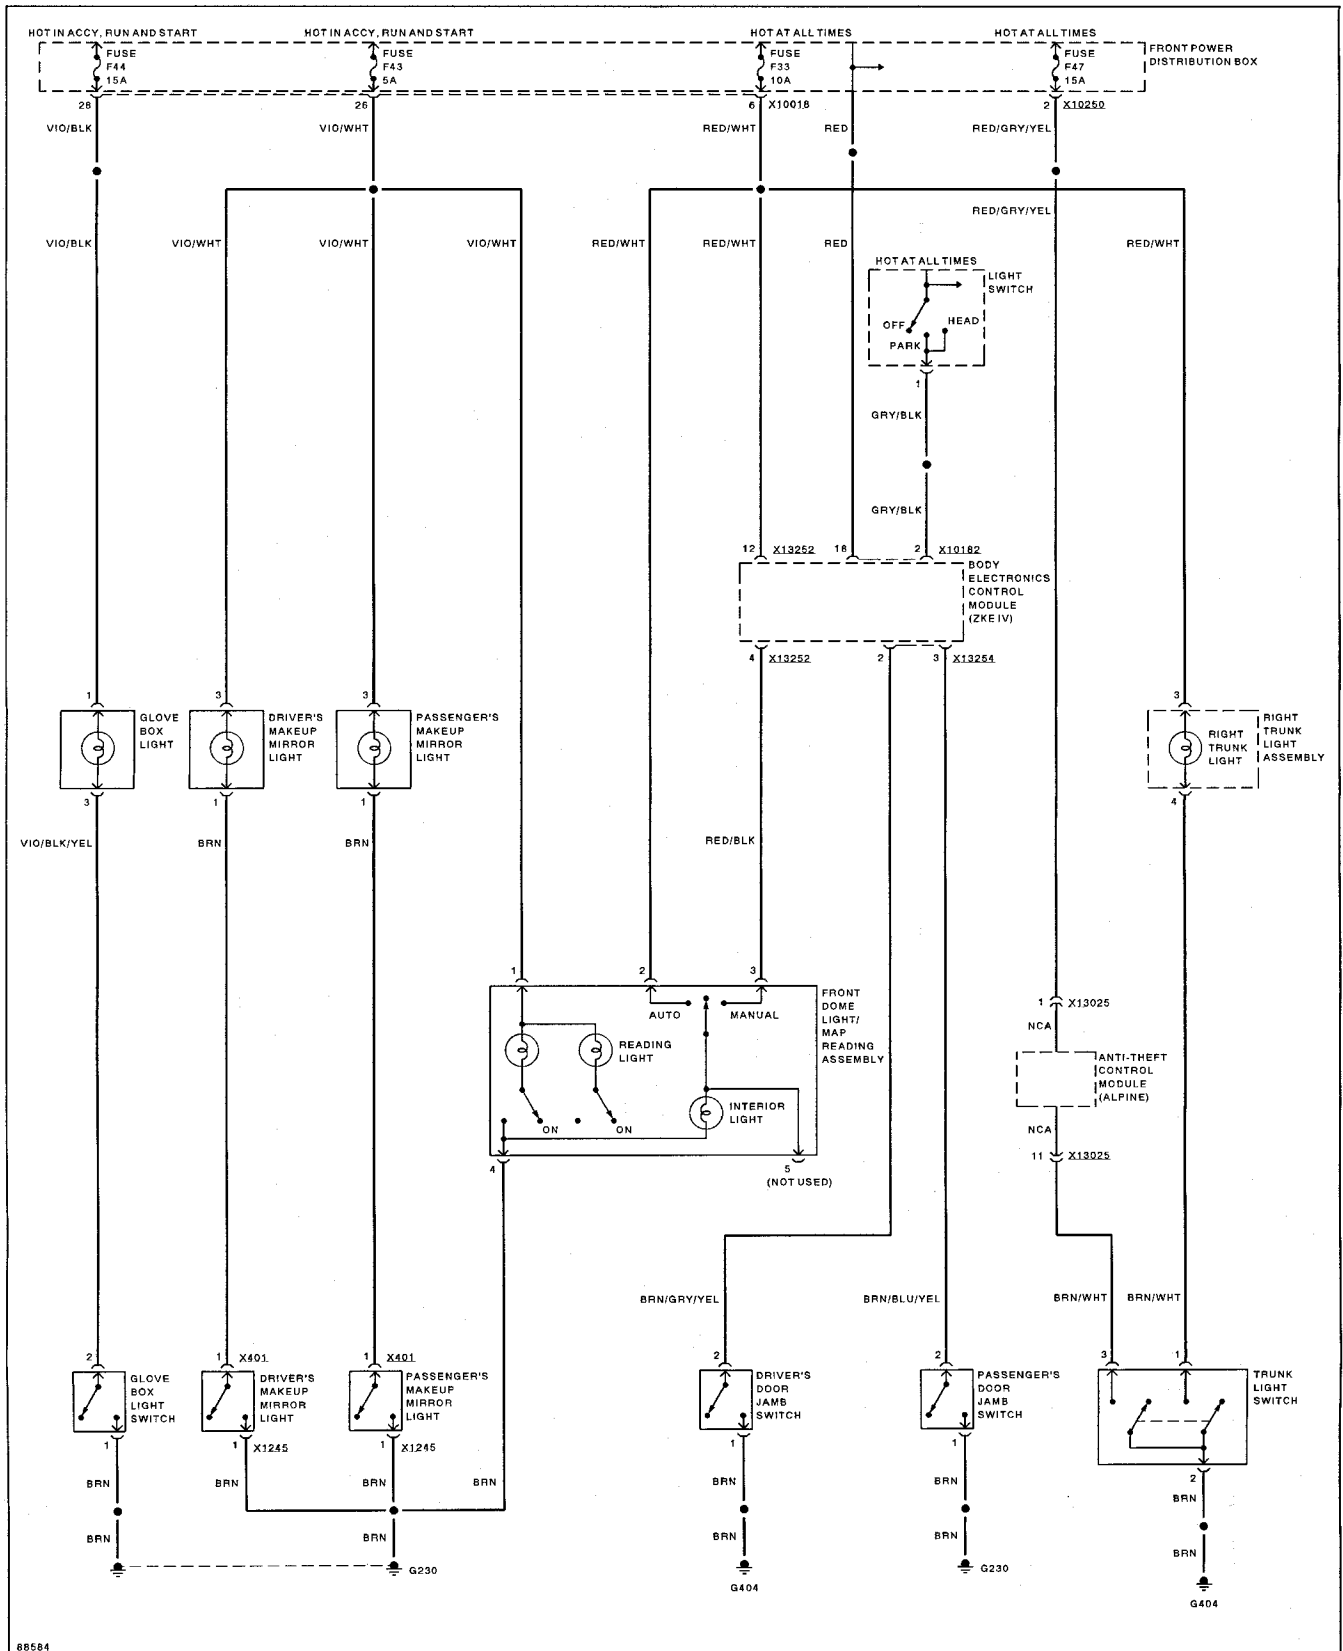 HOT IN ACCY, RUN AND START
HOT IN ACCY, RUN AND START
HOT AT ALL TIMES
HOT AT ALL TIMES
FUSE
F44
15A
FUSE
F43
5A
FUSE
F33
10A
FUSE
F47
15A
FRONT POWER
DISTRIBUTION BOX
28
26
6 X10018
2 X10250
VIO/BLK
VIO/WHT
RED/WHT
RED
RED/GRY/YEL
RED/GRY/YEL
VIO/BLK
VIO/WHT
VIO/WHT
VIO/WHT
RED/WHT
RED/WHT
RED
RED/WHT
HOT AT ALL TIMES
LIGHT
SWITCH
OFF
HEAD
PARK
1
GRY/BLK
GRY/BLK
12 X13252
18
2 X10182
BODY
ELECTRONICS
CONTROL
MODULE
(ZKE IV)
4 X13252
2
3 X13254
1
GLOVE
BOX
LIGHT
3
3
DRIVER'S
MAKEUP
MIRROR
LIGHT
1
3
PASSENGER'S
MAKEUP
MIRROR
LIGHT
1
3
RIGHT
TRUNK
LIGHT
RIGHT
TRUNK
LIGHT
ASSEMBLY
4
VIO/BLK/YEL
BRN
BRN
RED/BLK
1
2
3
AUTO
MANUAL
READING
LIGHT
ON
ON
INTERIOR
LIGHT
FRONT
DOME
LIGHT/
MAP
READING
ASSEMBLY
4
5
(NOT USED)
1 X13025
NCA
ANTI-THEFT
CONTROL
MODULE
(ALPINE)
NCA
11 X13025
BRN/GRY/YEL
BRN/BLU/YEL
BRN/WHT
BRN/WHT
2
GLOVE
BOX
LIGHT
SWITCH
1
1 X401
DRIVER'S
MAKEUP
MIRROR
LIGHT
1 X1245
1 X401
PASSENGER'S
MAKEUP
MIRROR
LIGHT
1 X1245
2
DRIVER'S
DOOR
JAMB
SWITCH
1
2
PASSENGER'S
DOOR
JAMB
SWITCH
1
3
1
TRUNK
LIGHT
SWITCH
2
BRN
BRN
BRN
BRN
BRN
BRN
BRN
BRN
BRN
BRN
BRN
BRN
G230
G404
G230
G404
88584